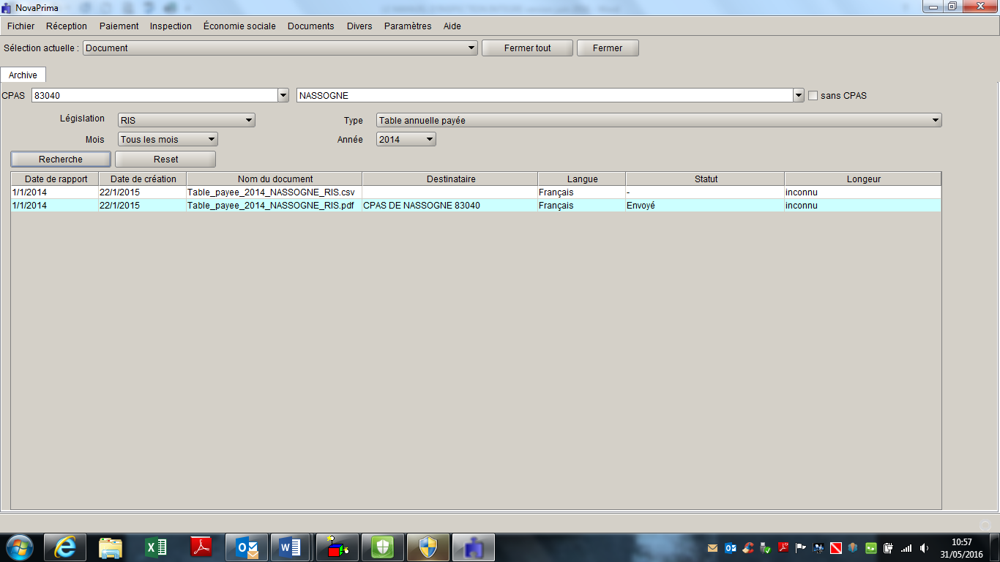 NovaPrima
Fichier Réception Paiement Inspection Économie sociale Documents Divers Paramètres Aide
Sélection actuelle : Document Fermer tout Fermer
Archive
CPAS 83040 NASSOGNE sans CPAS
Législation RIS Type Table annuelle payée
Mois Tous les mois Année 2014
Recherche Reset
Date de rapport Date de création Nom du document Destinataire Langue Statut Longeur
1/1/2014 22/1/2015 Table_payee_2014_NASSOGNE_RIS.csv Français - inconnu
1/1/2014 22/1/2015 Table_payee_2014_NASSOGNE_RIS.pdf CPAS DE NASSOGNE 83040 Français Envoyé inconnu
10:57
31/05/2016